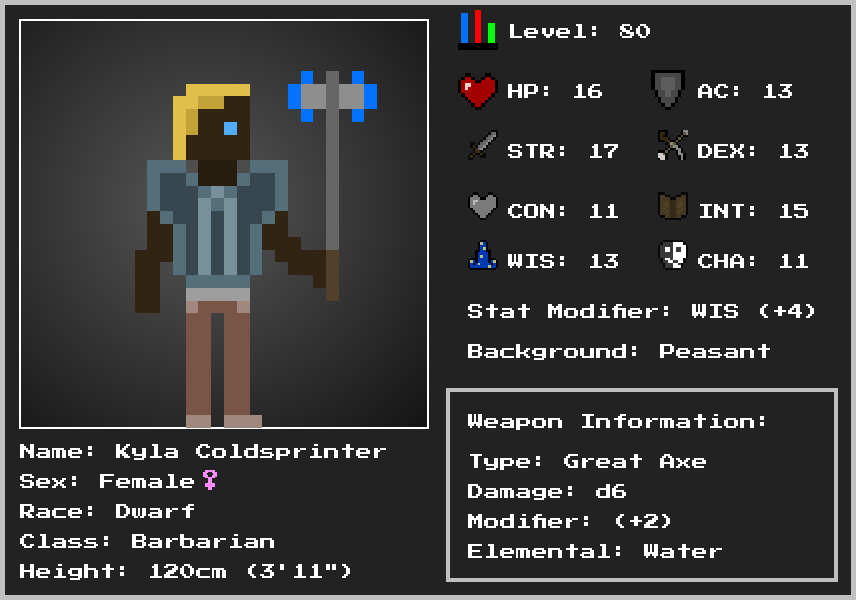 Level: 80
HP: 16
AC: 13
STR: 17
DEX: 13
CON: 11
INT: 15
WIS: 13
CHA: 11
Stat Modifier: WIS (+4)
Background: Peasant
Name: Kyla Coldsprinter
Sex: Female♀
Race: Dwarf
Class: Barbarian
Height: 120cm (3'11")
Weapon Information:
Type: Great Axe
Damage: d6
Modifier: (+2)
Elemental: Water